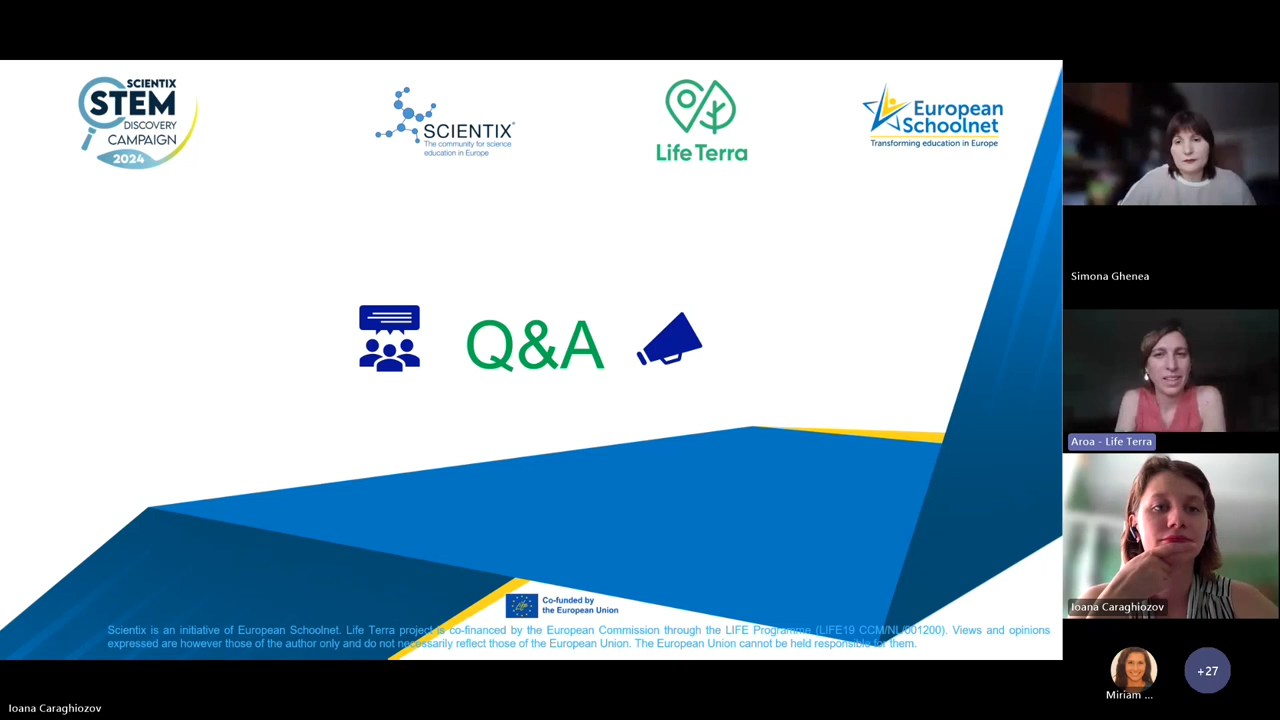 SCIENTIX
STEM
DISCOVERY
CAMPAIGN
2024
SCIENTIX®
The community for science
education in Europe
Life Terra
European
Schoolnet
Transforming education in Europe
Q&A
Simona Ghenea
Aroa - Life Terra
Ioana Caraghiozov
Co-funded by
the European Union
Scientix is an initiative of European Schoolnet. Life Terra project is co-financed by the European Commission through the LIFE Programme (LIFE19 CCM/NL/001200). Views and opinions
expressed are however those of the author only and do not necessarily reflect those of the European Union. The European Union cannot be held responsible for them.
Miriam ...
+27
Ioana Caraghiozov